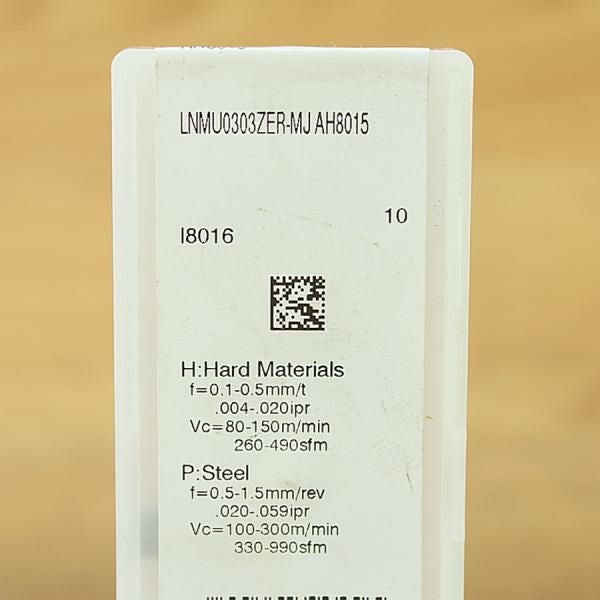 LNMU0303ZER-MJ AH8015
10
I8016
H:Hard Materials
f=0.1-0.5mm/t
.004-.020ipr
Vc=80-150m/min
260-490sfm
P:Steel
f=0.5-1.5mm/rev
.020-.059ipr
Vc=100-300m/min
330-990sfm